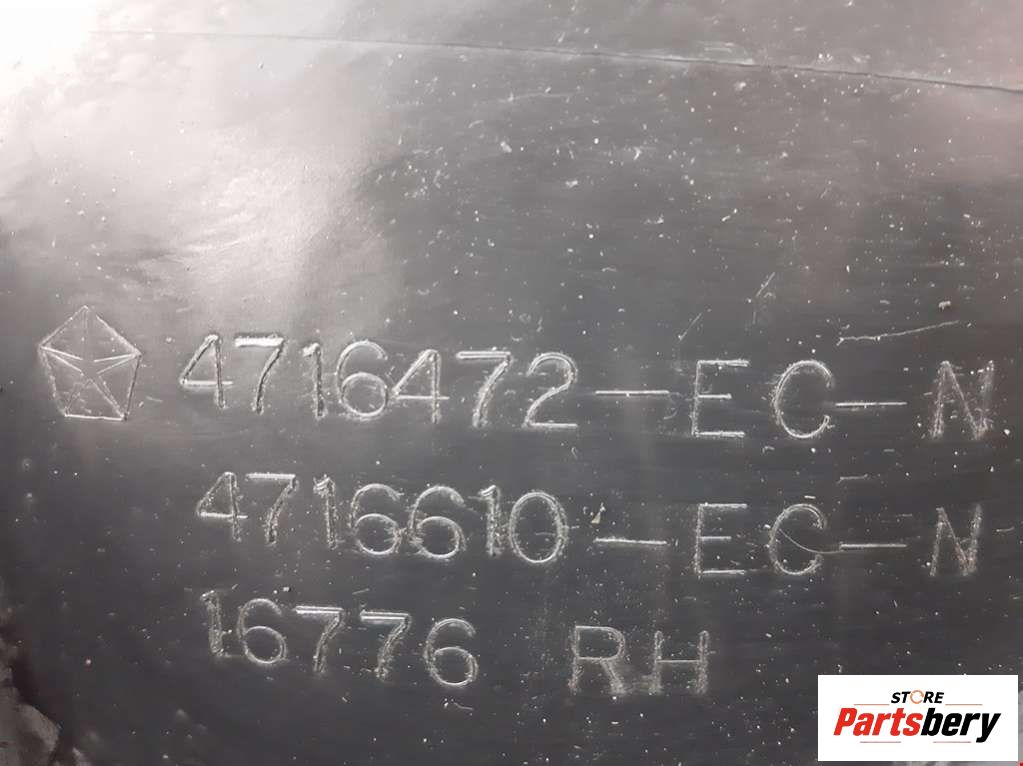 4716472-EC-N
4716610-EC-N
16776 RH
STORE
Partsbery